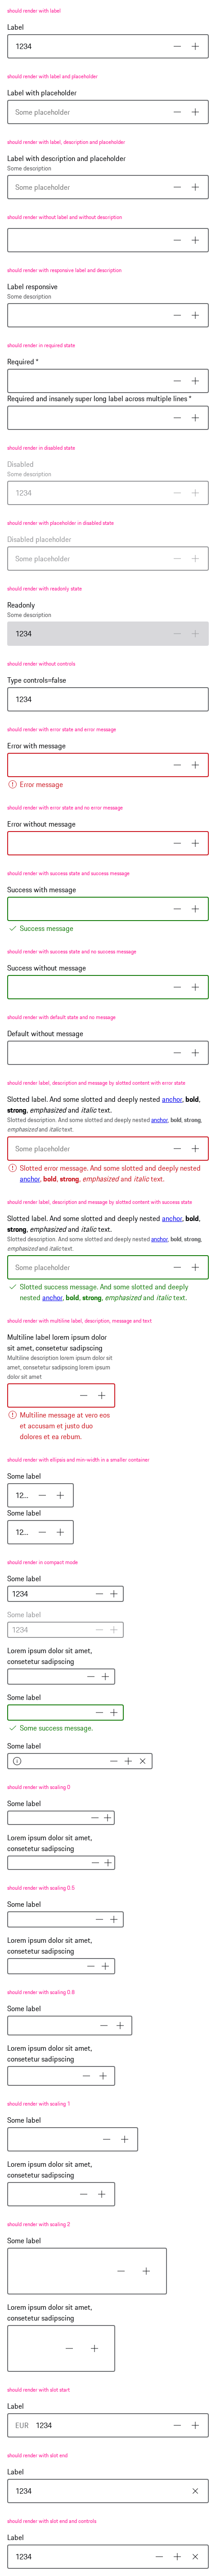 should render with label
Label
1234
should render with label and placeholder
Label with placeholder
Some placeholder
should render with label, description and placeholder
Label with description and placeholder
Some description
Some placeholder
should render without label and without description
should render with responsive label and description
Label responsive
Some description
should render in required state
Required *
Required and insanely super long label across multiple lines *
should render in disabled state
Disabled
Some description
1234
should render with placeholder in disabled state
Disabled placeholder
Some placeholder
should render with readonly state
Readonly
Some description
1234
should render without controls
Type controls=false
1234
should render with error state and error message
Error with message
Error message
should render with error state and no error message
Error without message
should render with success state and success message
Success with message
Success message
should render with success state and no success message
Success without message
should render with default state and no message
Default without message
should render label, description and message by slotted content with error state
Slotted label. And some slotted and deeply nested anchor, bold,
strong, emphasized and italic text.
Slotted description. And some slotted and deeply nested anchor, bold, strong,
emphasized and italic text.
Some placeholder
Slotted error message. And some slotted and deeply nested
anchor, bold, strong, emphasized and italic text.
should render label, description and message by slotted content with success state
Slotted label. And some slotted and deeply nested anchor, bold,
strong, emphasized and italic text.
Slotted description. And some slotted and deeply nested anchor, bold, strong,
emphasized and italic text.
Some placeholder
Slotted success message. And some slotted and deeply
nested anchor, bold, strong, emphasized and italic text.
should render with multiline label, description, message and text
Multiline label lorem ipsum dolor
sit amet, consetetur sadipscing
Multiline description lorem ipsum dolor sit
amet, consetetur sadipscing lorem ipsum
dolor sit amet
Multiline message at vero eos
et accusam et justo duo
dolores et ea rebum.
should render with ellipsis and min-width in a smaller container
Some label
12...
Some label
12...
should render in compact mode
Some label
1234
Some label
1234
Lorem ipsum dolor sit amet,
consetetur sadipscing
Some label
Some success message.
Some label
should render with scaling 0
Some label
Lorem ipsum dolor sit amet,
consetetur sadipscing
should render with scaling 0.5
Some label
Lorem ipsum dolor sit amet,
consetetur sadipscing
should render with scaling 0.8
Some label
Lorem ipsum dolor sit amet,
consetetur sadipscing
should render with scaling 1
Some label
Lorem ipsum dolor sit amet,
consetetur sadipscing
should render with scaling 2
Some label
Lorem ipsum dolor sit amet,
consetetur sadipscing
should render with slot start
Label
EUR 1234
should render with slot end
Label
1234
should render with slot end and controls
Label
1234